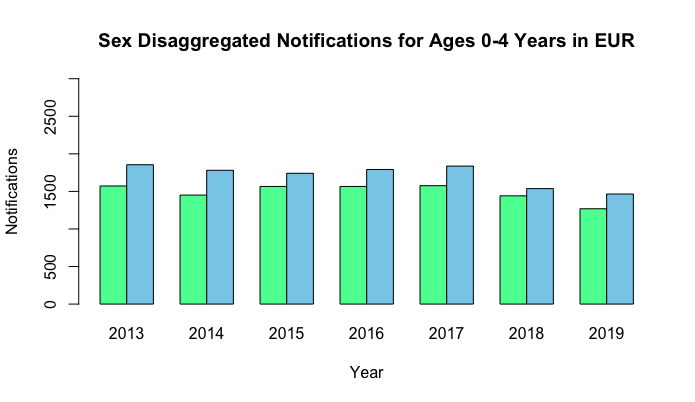 Sex Disaggregated Notifications for Ages 0-4 Years in EUR
Notifications
2500
1500
500
0
2013 2014 2015 2016 2017 2018 2019
Year